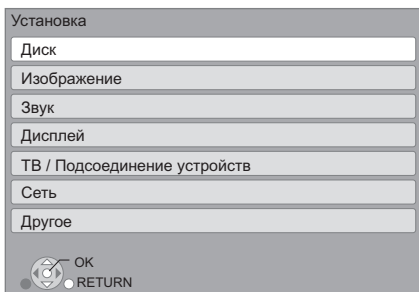 Установка
Диск
Изображение
Звук
Дисплей
ТВ / Подсоединение устройств
Сеть
Другое
OK
RETURN